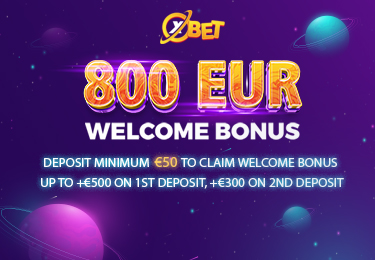 BET
800 EUR
WELCOME BONUS
DEPOSIT MINIMUM €50 TO CLAIM WELCOME BONUS
UP TO +€500 ON 1ST DEPOSIT, +€300 ON 2ND DEPOSIT